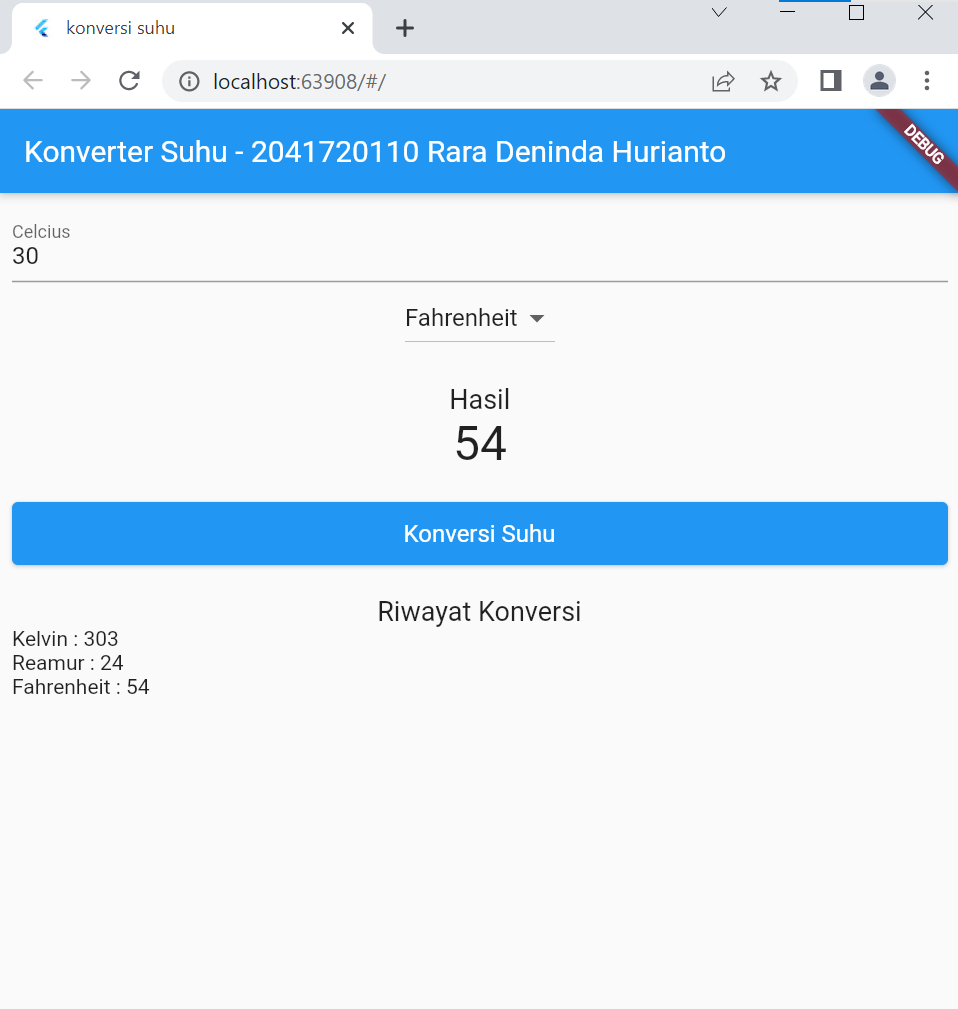 konversi suhu
localhost:63908/#/
Konverter Suhu - 2041720110 Rara Deninda Hurianto
DEBUG
Celcius
30
Fahrenheit
Hasil
54
Konversi Suhu
Riwayat Konversi
Kelvin : 303
Reamur : 24
Fahrenheit : 54